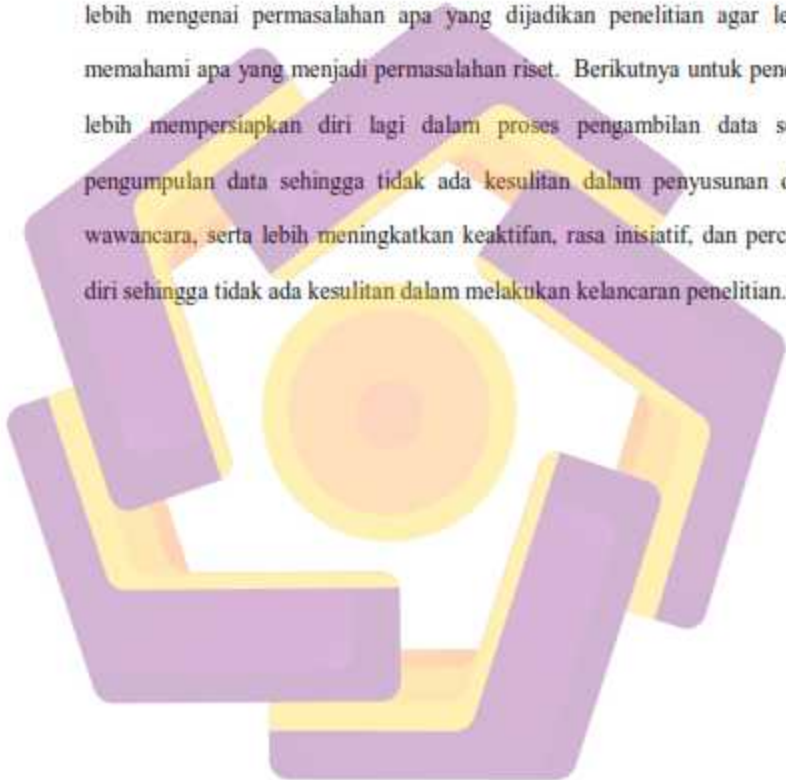 lebih mengenai permasalahan apa yang dijadikan penelitian agar le
memahami apa yang menjadi permasalahan riset. Berikutnya untuk pene
lebih mempersiapkan diri lagi dalam proses pengambilan data s
pengumpulan data sehingga tidak ada kesulitan dalam penyusunan
wawancara, serta lebih meningkatkan keaktifan, rasa inisiatif, dan perc
diri sehingga tidak ada kesulitan dalam melakukan kelancaran penelitian.